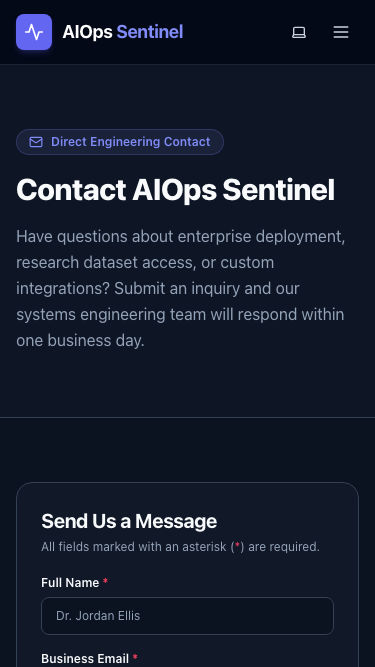 AIOps Sentinel
Direct Engineering Contact
Contact AIOps Sentinel
Have questions about enterprise deployment,
research dataset access, or custom
integrations? Submit an inquiry and our
systems engineering team will respond within
one business day.
Send Us a Message
All fields marked with an asterisk (*) are required.
Full Name *
Dr. Jordan Ellis
Business Email *